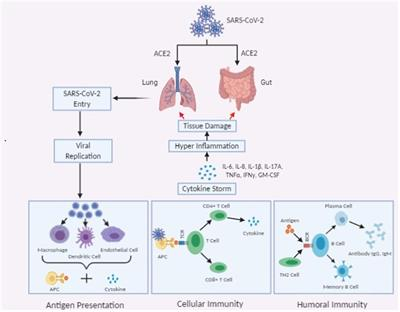 SARS-CoV-2
ACE2
ACE2
Lung
Gut
SARS-CoV-2
Entry
Tissue Damage
Viral
Replication
Hyper Inflammation
IL-6, IL-8, IL-1β, IL-17A,
TNFα, IFNγ, GM-CSF
Cytokine Storm
Macrophage
Endothelial Cell
Dendritic Cell
APC
+
Cytokine
CD4+ T Cell
TCR
T Cell
APC
Cytokine
CD8+ T Cell
Plasma Cell
Antigen
BCR
B Cell
Antibody IgG, IgM
TH2 Cell
Memory B Cell
Antigen Presentation
Cellular Immunity
Humoral Immunity